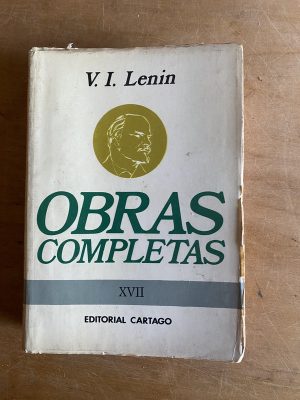 V. I. Lenin
OBRAS
COMPLETAS
XVII
EDITORIAL CARTAGO